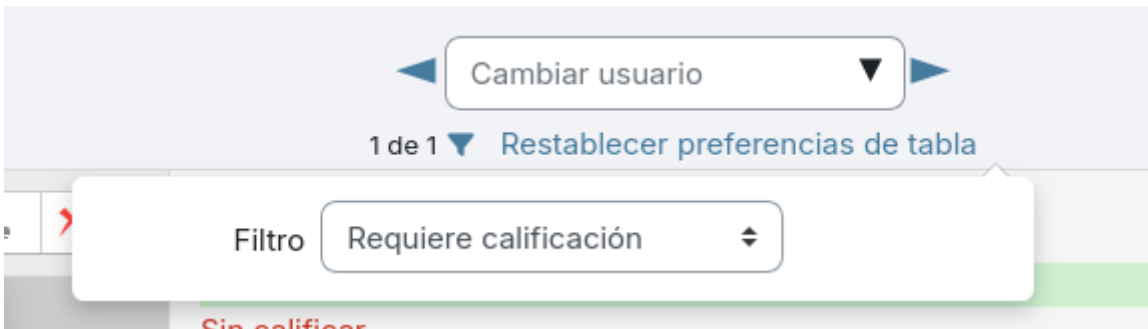 Cambiar usuario
1 de 1 Restablecer preferencias de tabla
Filtro Requiere calificación
Sin calificar